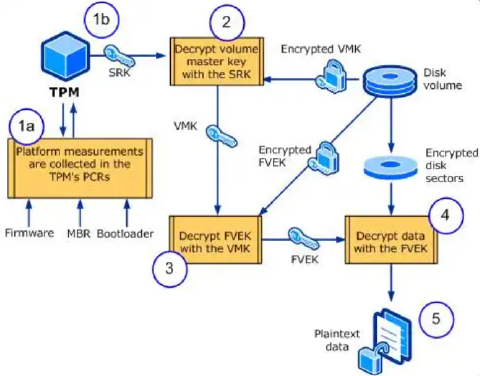 1b
2
SRK
Decrypt volume
master key
with the SRK
Encrypted VMK
Disk
volume
TPM
1a
Platform measurements
are collected in the
TPM's PCRs
VMK
Encrypted
FVEK
Encrypted
disk
sectors
Firmware
MBR
Bootloader
Decrypt FVEK
with the VMK
3
FVEK
4
Decrypt data
with the FVEK
5
Plaintext
data